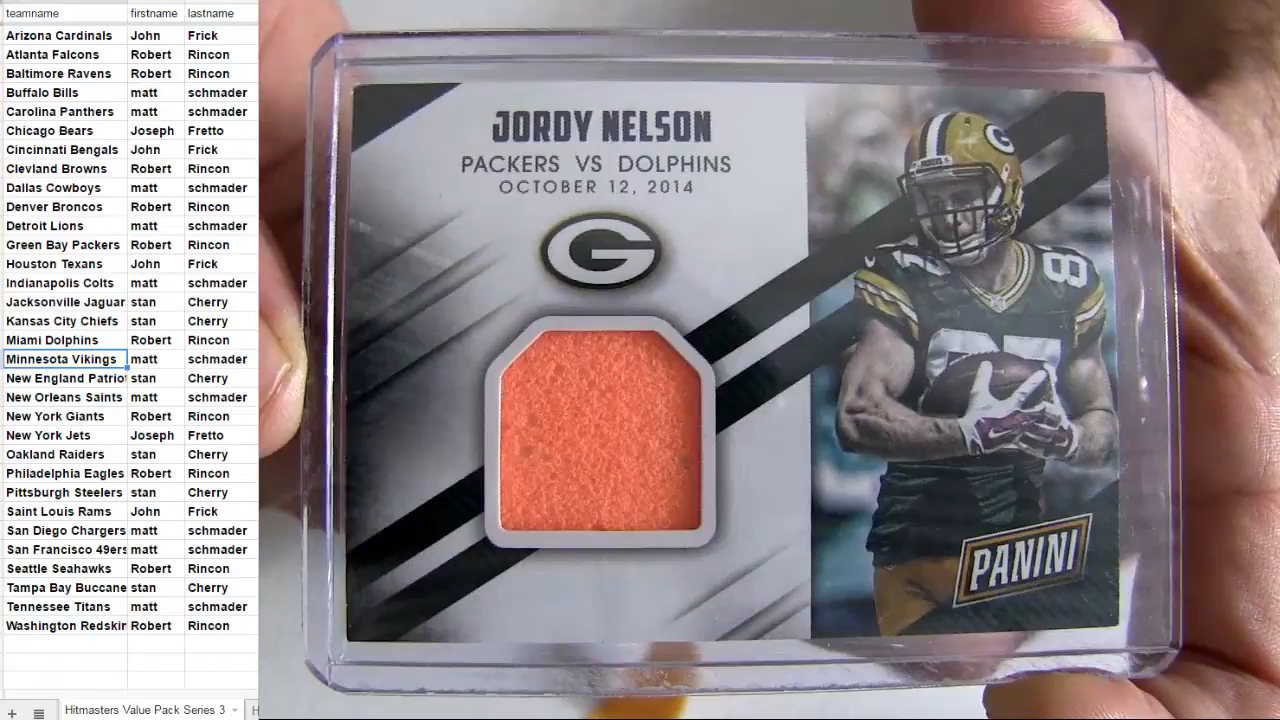 teamname firstname lastname
Arizona Cardinals John Frick
Atlanta Falcons Robert Rincon
Baltimore Ravens Robert Rincon
Buffalo Bills matt schmader
Carolina Panthers matt schmader
Chicago Bears Joseph Fretto
Cincinnati Bengals John Frick
Clevland Browns Robert Rincon
Dallas Cowboys matt schmader
Denver Broncos Robert Rincon
Detroit Lions matt schmader
Green Bay Packers Robert Rincon
Houston Texans John Frick
Indianapolis Colts matt schmader
Jacksonville Jaguar stan Cherry
Kansas City Chiefs stan Cherry
Miami Dolphins Robert Rincon
Minnesota Vikings matt schmader
New England Patriot stan Cherry
New Orleans Saints matt schmader
New York Giants Robert Rincon
New York Jets Joseph Fretto
Oakland Raiders stan Cherry
Philadelphia Eagles Robert Rincon
Pittsburgh Steelers stan Cherry
Saint Louis Rams John Frick
San Diego Chargers matt schmader
San Francisco 49ers matt schmader
Seattle Seahawks Robert Rincon
Tampa Bay Buccane stan Cherry
Tennessee Titans matt schmader
Washington Redskin Robert Rincon
Hitmasters Value Pack Series 3
H
JORDY NELSON
PACKERS VS DOLPHINS
OCTOBER 12, 2014
G
G
87
87
87
PANINI